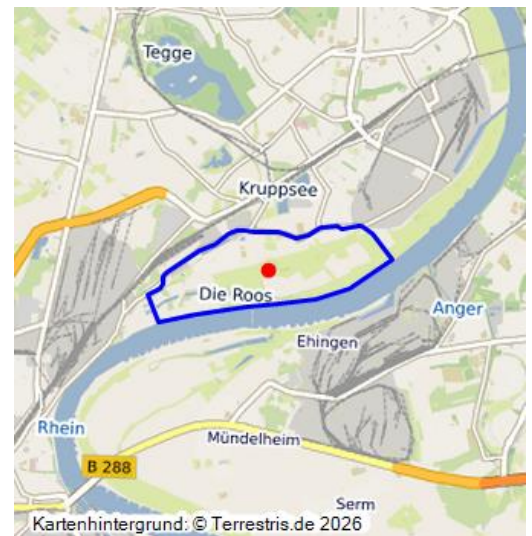 Tegge
Kruppsee
Die Roos
Anger
Ehingen
Rhein
Mündelheim
B 288
Serm
Kartenhintergrund: © Terrestris.de 2026